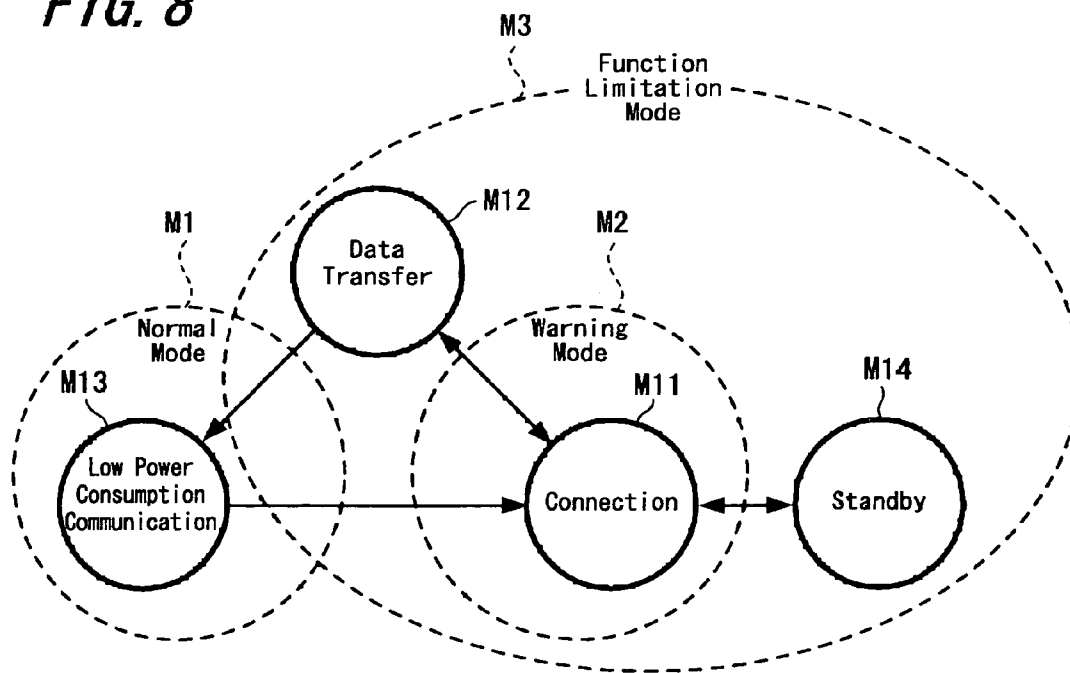 FIG. 8
M3
Function
Limitation
Mode
M12
Data
Transfer
M1
M2
Normal
Mode
Warning
Mode
M13
M11
M14
Low Power
Consumption
Communication
Connection
Standby